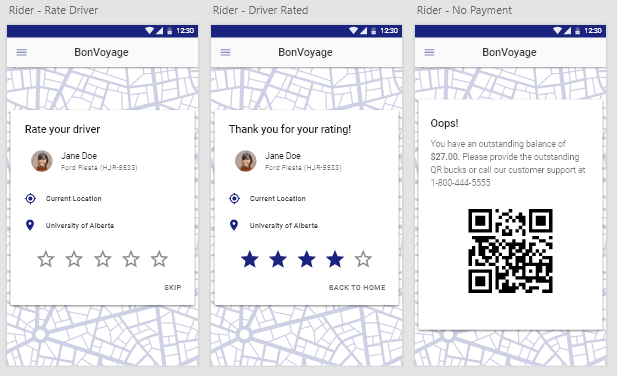 Rider - Rate Driver
12:30
BonVoyage
Rate your driver
Jane Doe
Ford Fiesta (HJR-5533)
Current Location
University of Alberta
SKIP
Rider - Driver Rated
12:30
BonVoyage
Thank you for your rating!
Jane Doe
Ford Fiesta (HJR-5533)
Current Location
University of Alberta
BACK TO HOME
Rider - No Payment
12:30
BonVoyage
Oops!
You have an outstanding balance of
$27.00. Please provide the outstanding
QR bucks or call our customer support at
1-800-444-5555